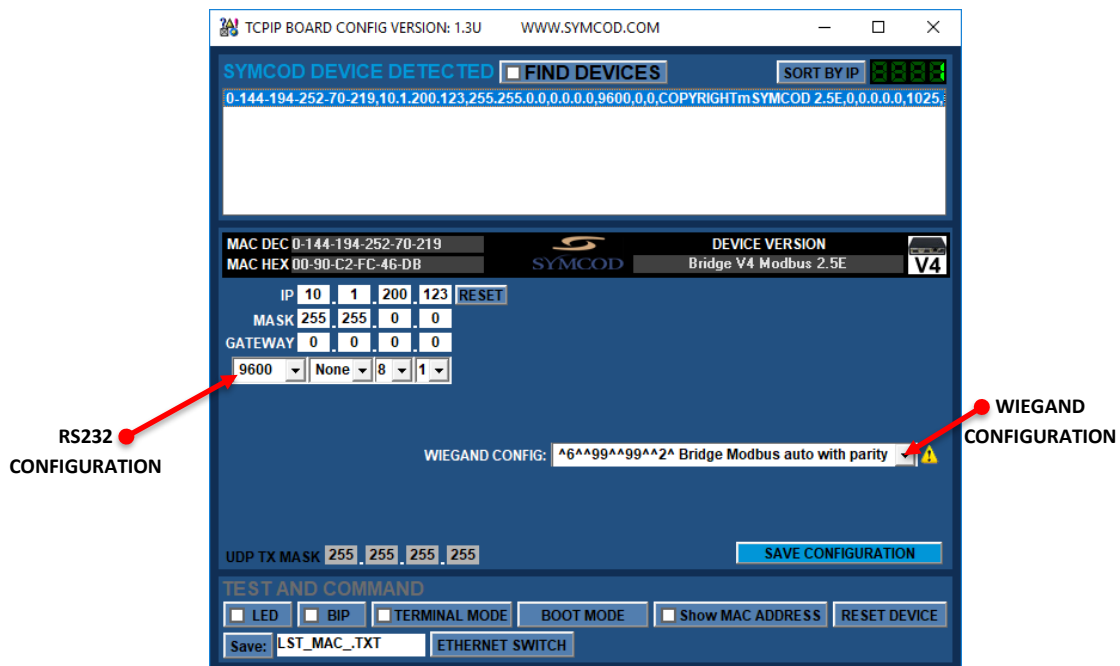 TCPIP BOARD CONFIG VERSION: 1.3U WWW.SYMCOD.COM
SYMCOD DEVICE DETECTED FIND DEVICES SORT BY IP 1
0-144-194-252-70-219,10.1.200.123,255.255.0.0,0.0.0.0,9600,0,0,COPYRIGHTmSYMCOD 2.5E,0,0.0.0.0,1025,
MAC DEC 0-144-194-252-70-219 DEVICE VERSION
MAC HEX 00-90-C2-FC-46-DB SYMCOD Bridge V4 Modbus 2.5E V4
IP 10 . 1 . 200 . 123 RESET
MASK 255 . 255 . 0 . 0
GATEWAY 0 . 0 . 0 . 0
9600 None 8 1
RS232
CONFIGURATION
WIEGAND
CONFIGURATION
WIEGAND CONFIG: ^6^^99^^99^^2^ Bridge Modbus auto with parity
UDP TX MASK 255 . 255 . 255 . 255 SAVE CONFIGURATION
TEST AND COMMAND
LED BIP TERMINAL MODE BOOT MODE Show MAC ADDRESS RESET DEVICE
Save: LST_MAC_.TXT ETHERNET SWITCH